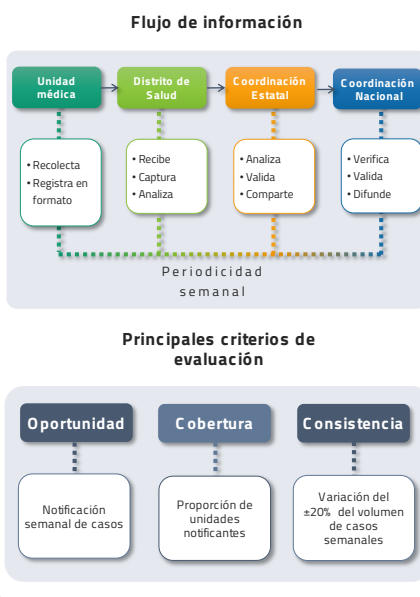 Flujo de información
Unidad
médica
Distrito de
Salud
Coordinación
Estatal
Coordinación
Nacional
• Recolecta
• Registra en
formato
• Recibe
• Captura
• Analiza
• Analiza
• Valida
• Comparte
• Verifica
• Valida
• Difunde
Periodicidad
semanal
Principales criterios de
evaluación
Oportunidad
Cobertura
Consistencia
Notificación
semanal de casos
Proporción de
unidades
notificantes
Variación del
±20% del volumen
de casos
semanales